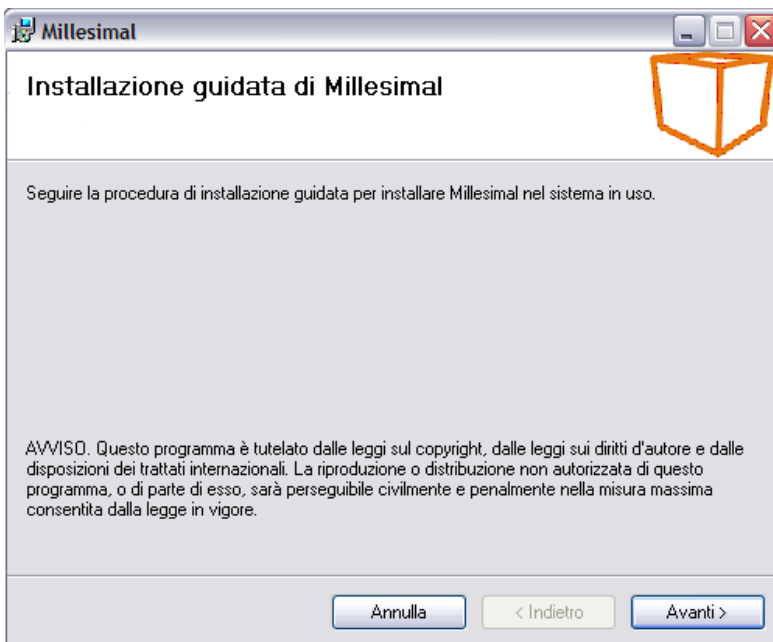 Millesimal
Installazione guidata di Millesimal
Seguire la procedura di installazione guidata per installare Millesimal nel sistema in uso.
AVVISO. Questo programma è tutelato dalle leggi sul copyright, dalle leggi sui diritti d'autore e dalle
disposizioni dei trattati internazionali. La riproduzione o distribuzione non autorizzata di questo
programma, o di parte di esso, sarà perseguibile civilmente e penalmente nella misura massima
consentita dalla legge in vigore.
Annulla
< Indietro
Avanti >